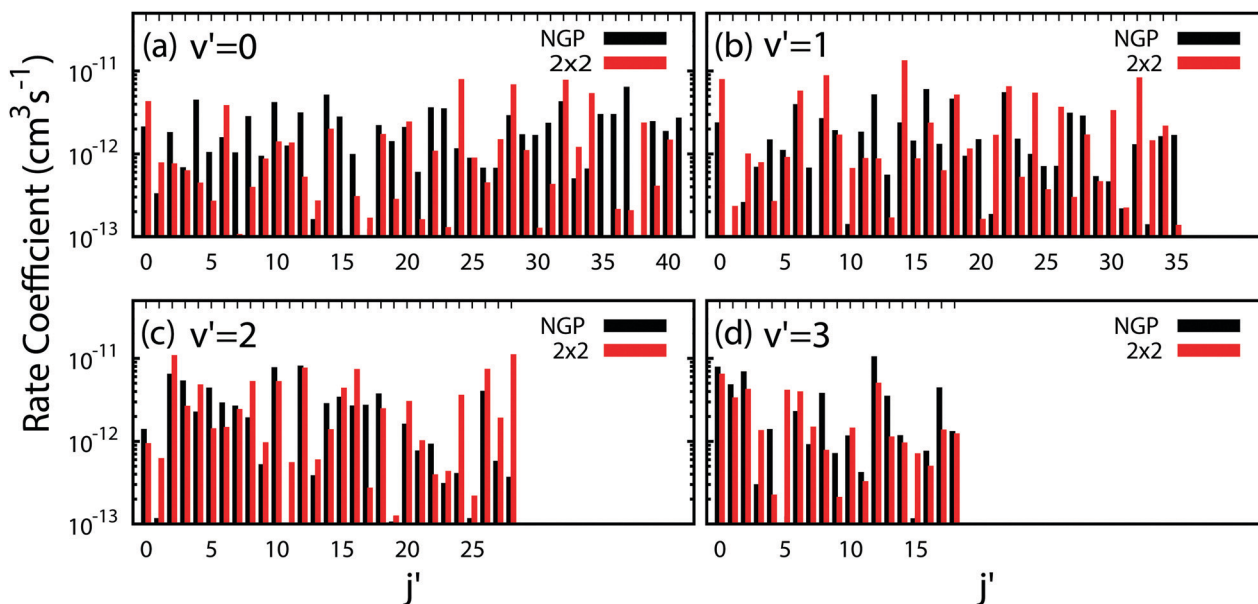 Rate Coefficient (cm³s⁻¹)
(a) v'=0
NGP
2x2
10⁻¹¹
10⁻¹²
10⁻¹³
0 5 10 15 20 25 30 35 40
(b) v'=1
NGP
2x2
0 5 10 15 20 25 30 35
(c) v'=2
NGP
2x2
10⁻¹¹
10⁻¹²
10⁻¹³
0 5 10 15 20 25
j'
(d) v'=3
NGP
2x2
0 5 10 15
j'